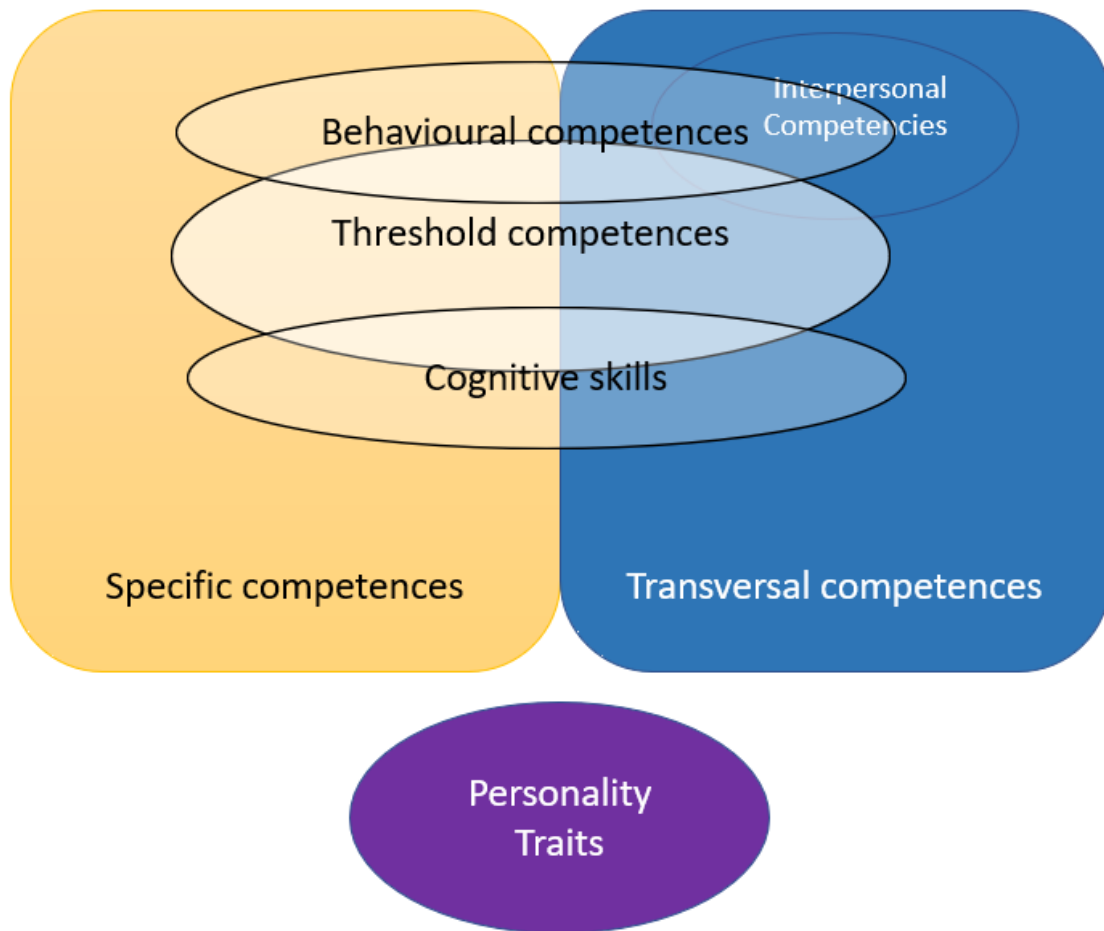 Interpersonal
Competencies
Behavioural competences
Threshold competences
Cognitive skills
Specific competences
Transversal competences
Personality
Traits